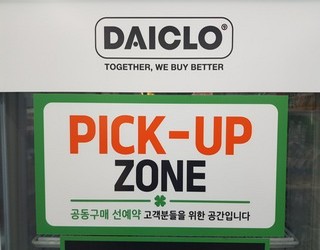 DAICLO®
TOGETHER, WE BUY BETTER
PICK-UP
ZONE
공동구매 선예약 고객분들을 위한 공간입니다